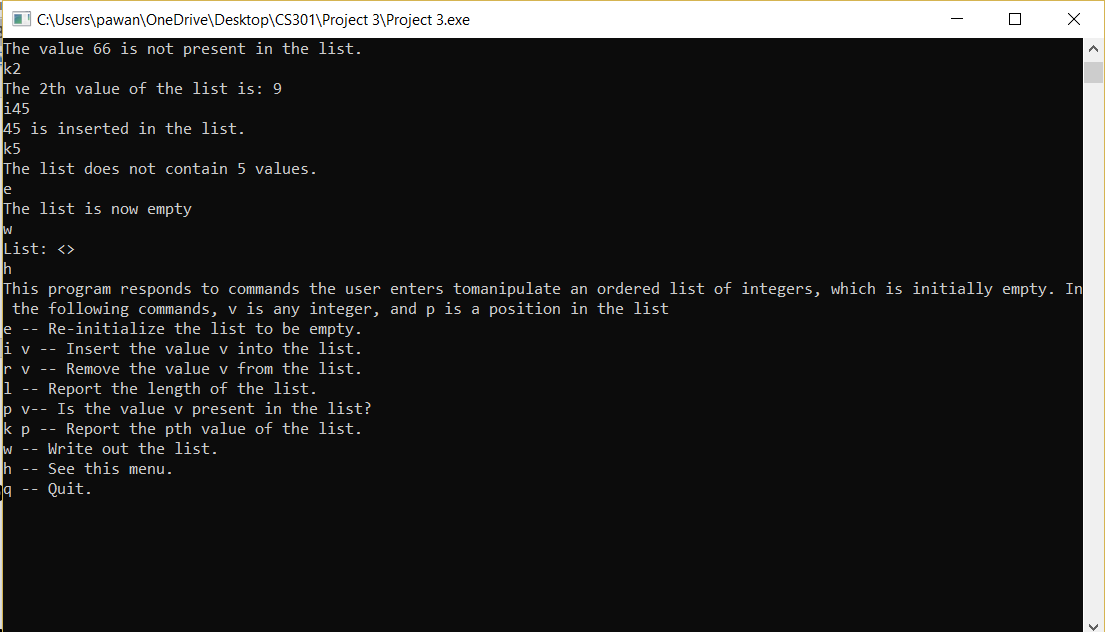 C:\Users\pawan\OneDrive\Desktop\CS301\Project 3\Project 3.exe
The value 66 is not present in the list.
k2
The 2th value of the list is: 9
i45
45 is inserted in the list.
k5
The list does not contain 5 values.
e
The list is now empty
w
List: <>
h
This program responds to commands the user enters tomanipulate an ordered list of integers, which is initially empty. In
 the following commands, v is any integer, and p is a position in the list
e -- Re-initialize the list to be empty.
i v -- Insert the value v into the list.
r v -- Remove the value v from the list.
l -- Report the length of the list.
p v-- Is the value v present in the list?
k p -- Report the pth value of the list.
w -- Write out the list.
h -- See this menu.
q -- Quit.